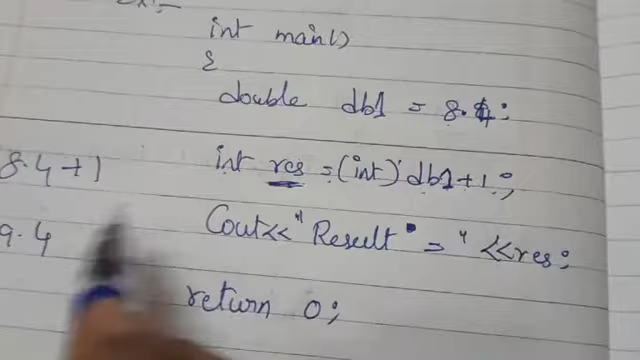 int main()
{
double db1 = 8.4;
8.4+1
int res = (int) db1+1;
9.4
Cout<<"Result = "<<res;
return 0;